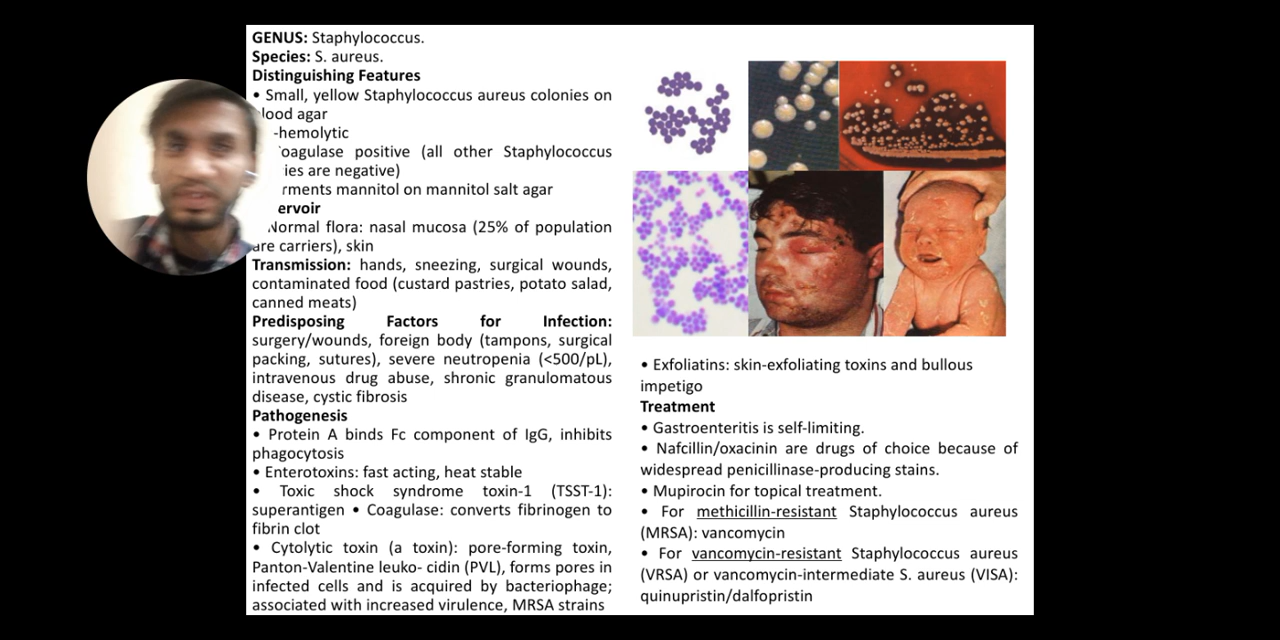 GENUS: Staphylococcus.
Species: S. aureus.
Distinguishing Features
• Small, yellow Staphylococcus aureus colonies on
lood agar
-hemolytic
oagulase positive (all other Staphylococcus
ies are negative)
rments mannitol on mannitol salt agar
ervoir
Normal flora: nasal mucosa (25% of population
are carriers), skin
Transmission: hands, sneezing, surgical wounds,
contaminated food (custard pastries, potato salad,
canned meats)
Predisposing Factors for Infection:
surgery/wounds, foreign body (tampons, surgical
packing, sutures), severe neutropenia (<500/pL),
intravenous drug abuse, shronic granulomatous
disease, cystic fibrosis
Pathogenesis
• Protein A binds Fc component of IgG, inhibits
phagocytosis
• Enterotoxins: fast acting, heat stable
• Toxic shock syndrome toxin-1 (TSST-1):
superantigen • Coagulase: converts fibrinogen to
fibrin clot
• Cytolytic toxin (a toxin): pore-forming toxin,
Panton-Valentine leuko- cidin (PVL), forms pores in
infected cells and is acquired by bacteriophage;
associated with increased virulence, MRSA strains
• Exfoliatins: skin-exfoliating toxins and bullous
impetigo
Treatment
• Gastroenteritis is self-limiting.
• Nafcillin/oxacinin are drugs of choice because of
widespread penicillinase-producing stains.
• Mupirocin for topical treatment.
• For methicillin-resistant Staphylococcus aureus
(MRSA): vancomycin
• For vancomycin-resistant Staphylococcus aureus
(VRSA) or vancomycin-intermediate S. aureus (VISA):
quinupristin/dalfopristin